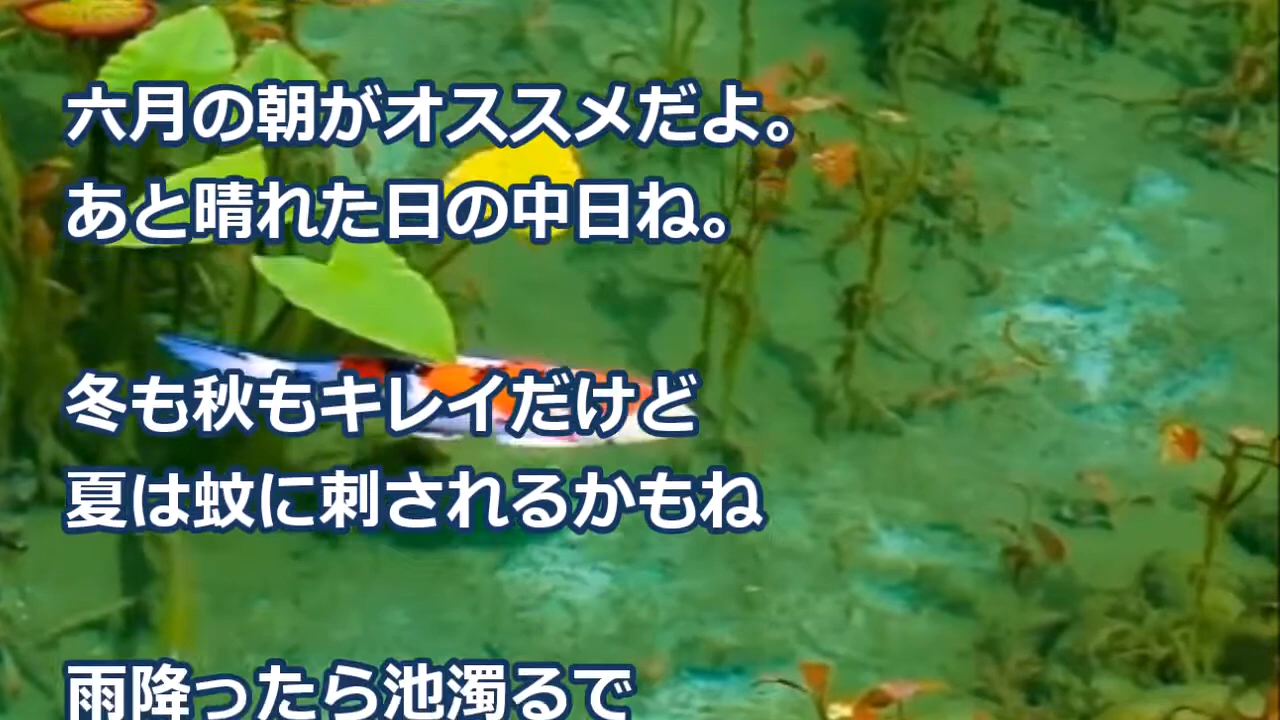 六月の朝がオススメだよ。
あと晴れた日の中日ね。
冬も秋もキレイだけど
夏は蚊に刺されるかもね
雨降ったら池濁るで